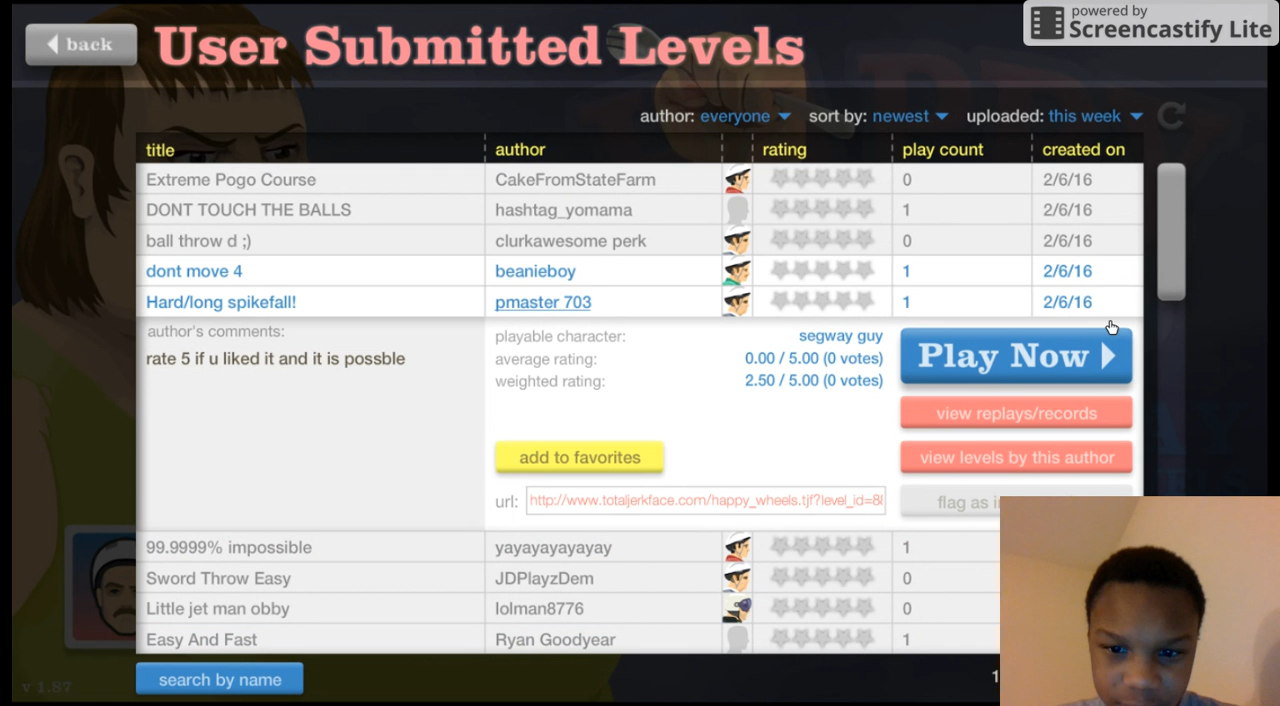 powered by
Screencastify Lite
back
User Submitted Levels
author: everyone sort by: newest uploaded: this week
title author rating play count created on
Extreme Pogo Course CakeFromStateFarm 0 2/6/16
DONT TOUCH THE BALLS hashtag_yomama 1 2/6/16
ball throw d ;) clurkawesome perk 0 2/6/16
dont move 4 beanieboy 1 2/6/16
Hard/long spikefall! pmaster 703 1 2/6/16
author's comments:
rate 5 if u liked it and it is possble
playable character: segway guy
average rating: 0.00 / 5.00 (0 votes)
weighted rating: 2.50 / 5.00 (0 votes)
Play Now
view replays/records
add to favorites
view levels by this author
url: http://www.totaljerkface.com/happy_wheels.tjf?level_id=8
flag as
99.9999% impossible yayayayayayay 1
Sword Throw Easy JDPlayzDem 0
Little jet man obby lolman8776 0
Easy And Fast Ryan Goodyear 1
search by name
v 1.87